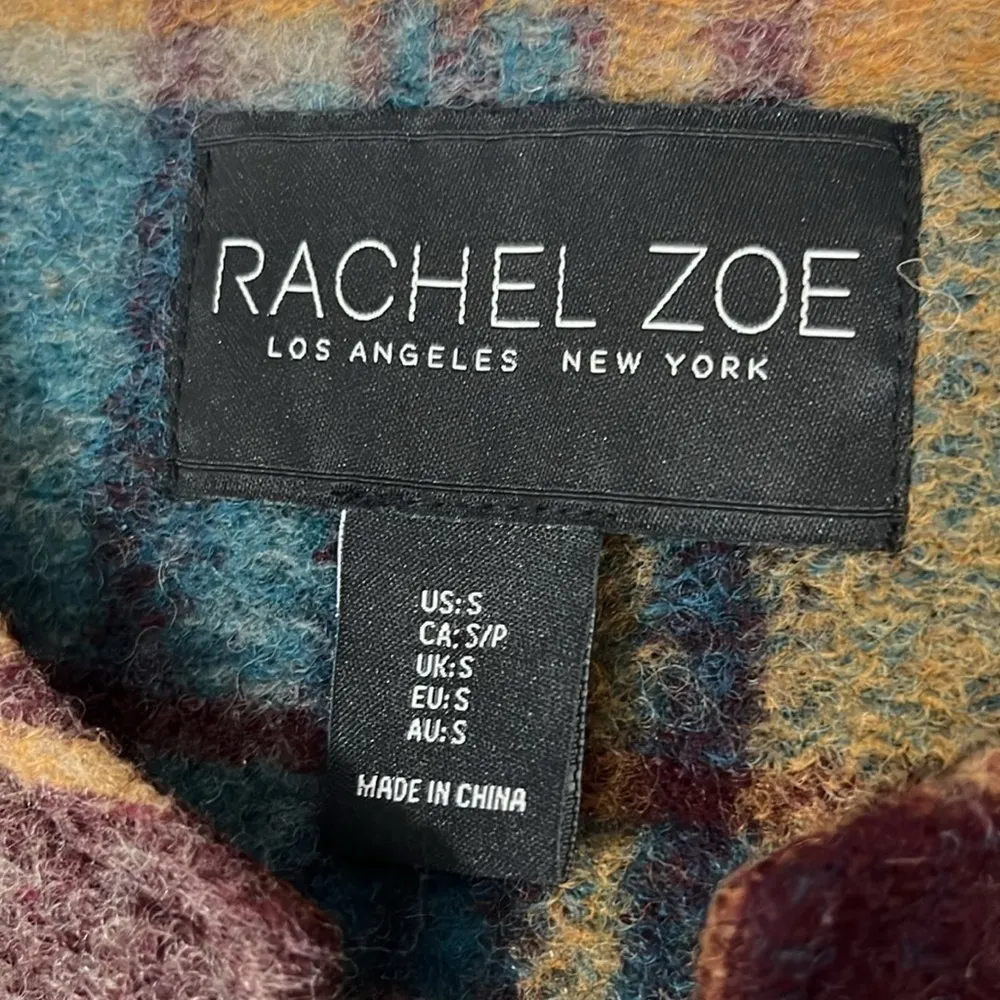 RACHEL ZOE
LOS ANGELES NEW YORK
US: S
CA: S/P
UK: S
EU: S
AU: S
MADE IN CHINA